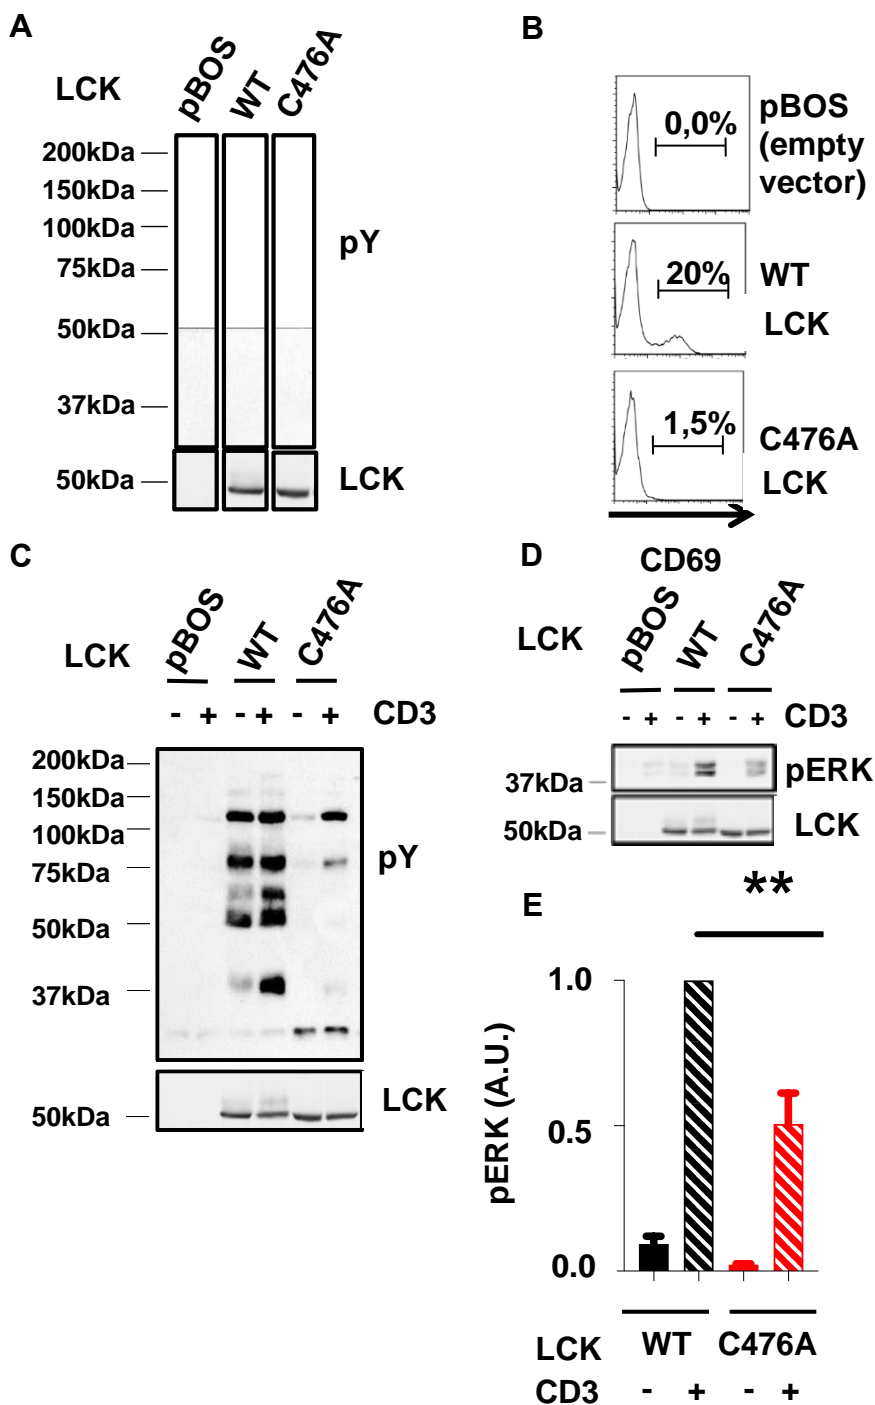 A
LCK
pBOS
WT
C476A
200kDa
150kDa
100kDa
75kDa
50kDa
37kDa
pY
50kDa
LCK
B
0,0%
pBOS
(empty
vector)
20%
WT
LCK
1,5%
C476A
LCK
CD69
C
LCK
pBOS
WT
C476A
- + - + - + CD3
200kDa
150kDa
100kDa
75kDa
50kDa
37kDa
pY
50kDa
LCK
D
LCK
pBOS
WT
C476A
- + - + - + CD3
37kDa
pERK
50kDa
LCK
E
**
pERK (A.U.)
1.0
0.5
0.0
LCK WT C476A
CD3 - + - +